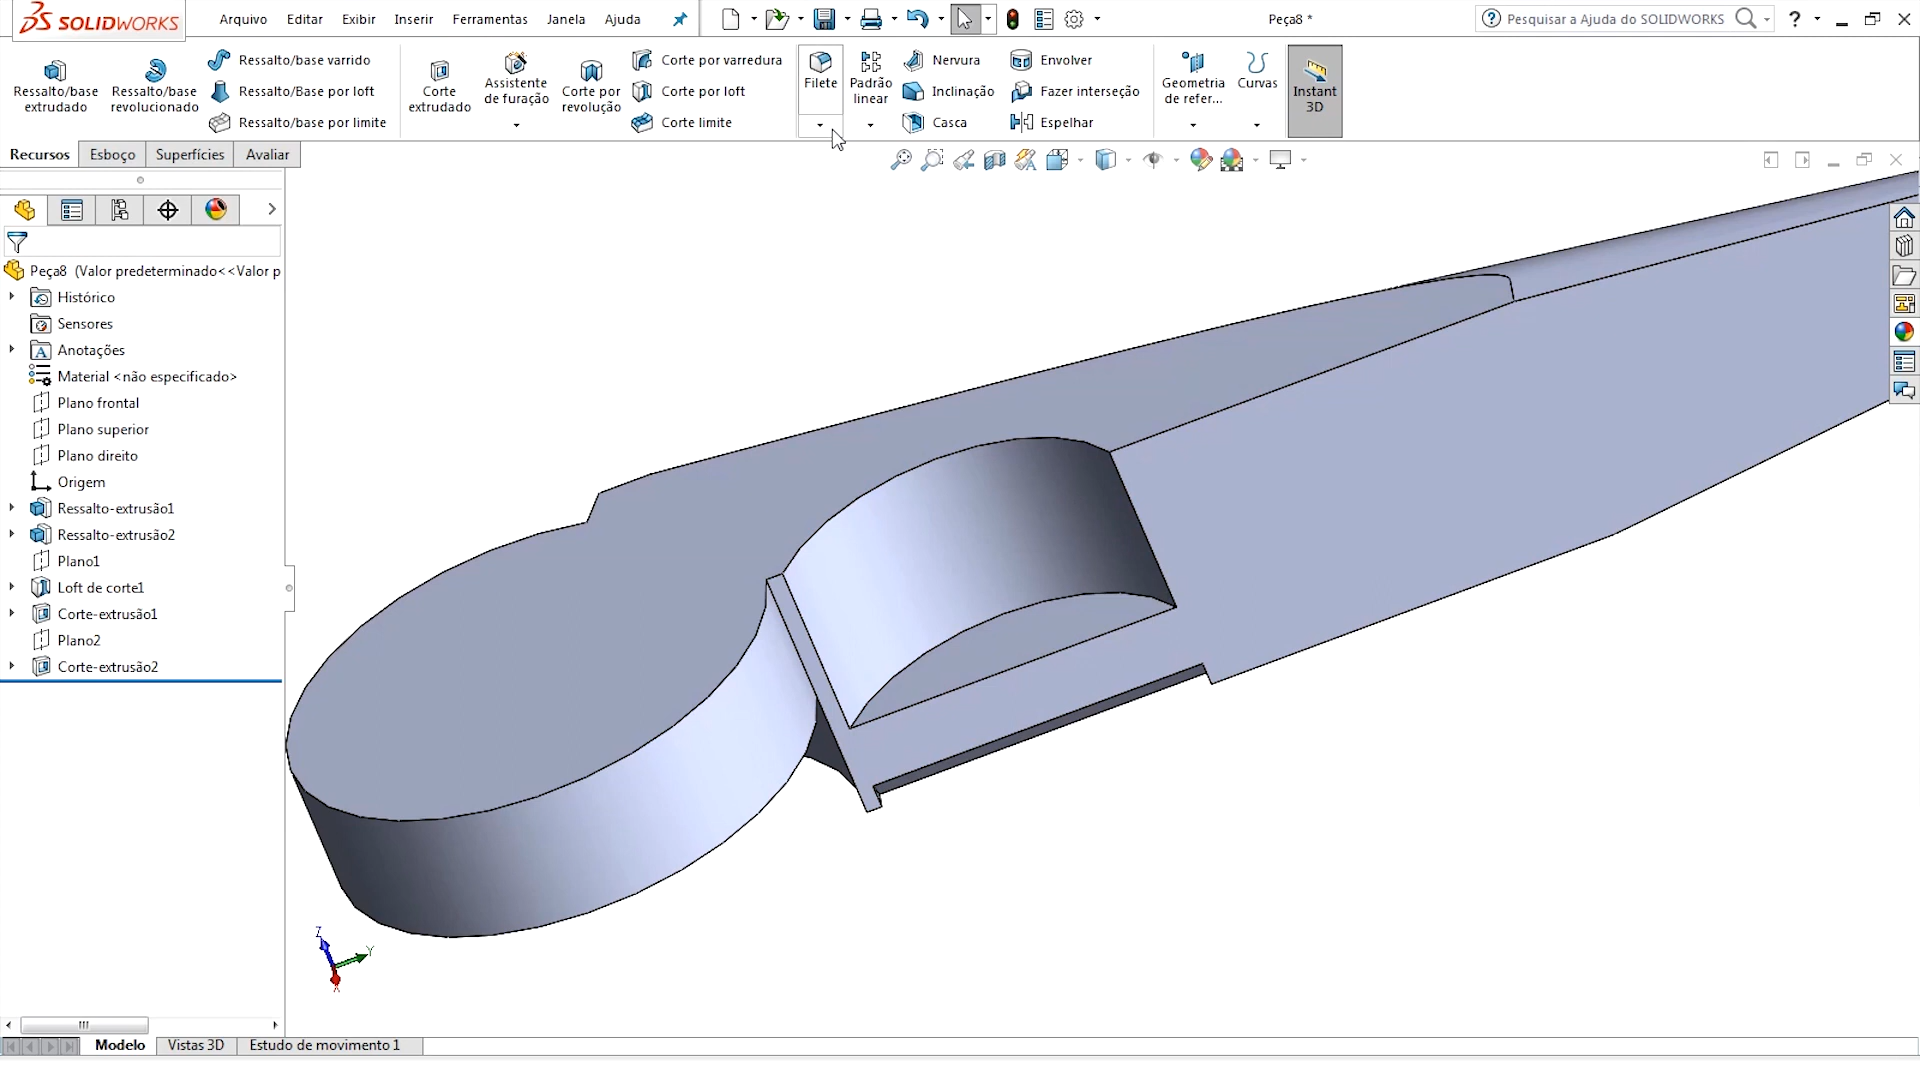 SOLIDWORKS
Arquivo Editar Exibir Inserir Ferramentas Janela Ajuda
Peça8 *
Pesquisar a Ajuda do SOLIDWORKS
?
Ressalto/base extrudado
Ressalto/base revolucionado
Ressalto/base varrido
Ressalto/Base por loft
Ressalto/base por limite
Corte extrudado
Assistente de furação
Corte por revolução
Corte por varredura
Corte por loft
Corte limite
Filete
Padrão linear
Nervura
Inclinação
Casca
Envolver
Fazer interseção
Espelhar
Geometria de refer...
Curvas
Instant 3D
Recursos Esboço Superfícies Avaliar
Peça8 (Valor predeterminado<<Valor p
Histórico
Sensores
Anotações
Material <não especificado>
Plano frontal
Plano superior
Plano direito
Origem
Ressalto-extrusão1
Ressalto-extrusão2
Plano1
Loft de corte1
Corte-extrusão1
Plano2
Corte-extrusão2
Z
Y
X
Modelo Vistas 3D Estudo de movimento 1